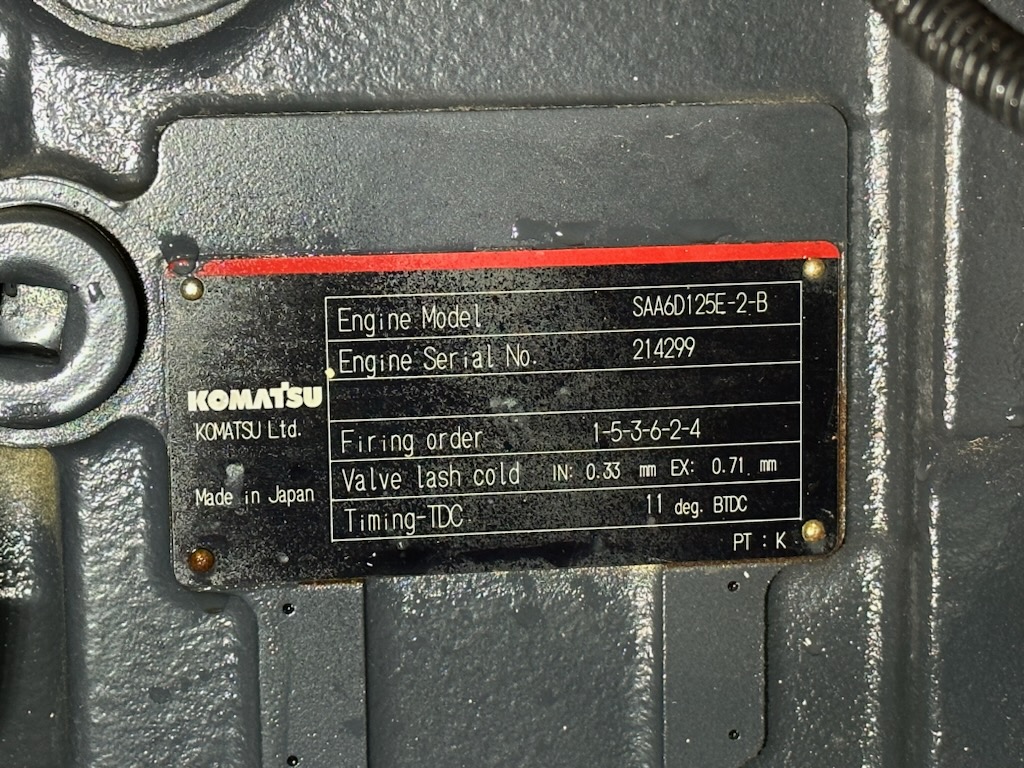 Engine Model SAA6D125E-2-B
Engine Serial No. 214299
KOMATSU
KOMATSU Ltd.
Made in Japan
Firing order 1-5-3-6-2-4
Valve lash cold IN: 0.33 mm EX: 0.71 mm
Timing-TDC 11 deg. BTDC
PT : K